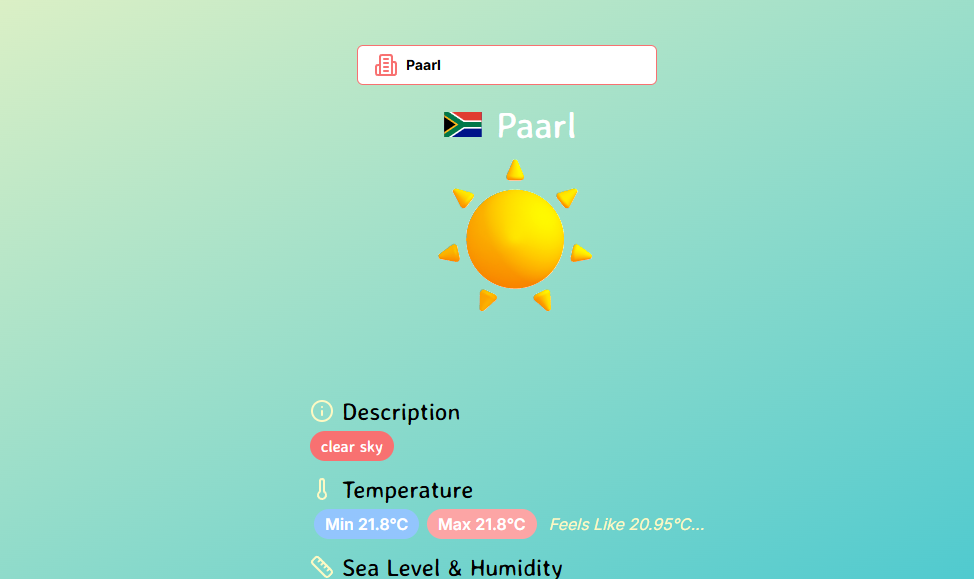 Paarl
Paarl
Description
clear sky
Temperature
Min 21.8°C Max 21.8°C Feels Like 20.95°C...
Sea Level & Humidity